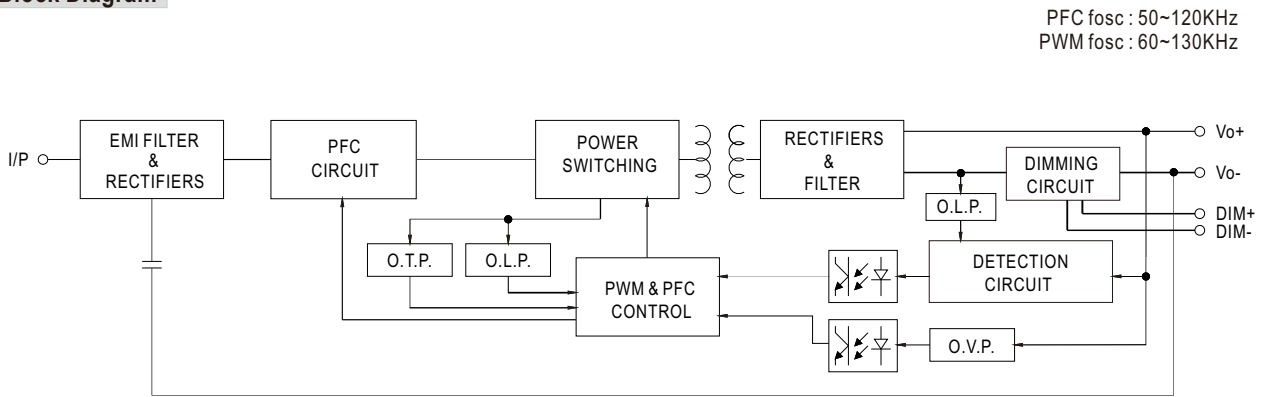 Block Diagram
PFC fosc : 50~120KHz
PWM fosc : 60~130KHz
I/P
EMI FILTER
&
RECTIFIERS
PFC
CIRCUIT
POWER
SWITCHING
RECTIFIERS
&
FILTER
DIMMING
CIRCUIT
Vo+
Vo-
DIM+
DIM-
O.L.P.
O.T.P.
O.L.P.
PWM & PFC
CONTROL
DETECTION
CIRCUIT
O.V.P.